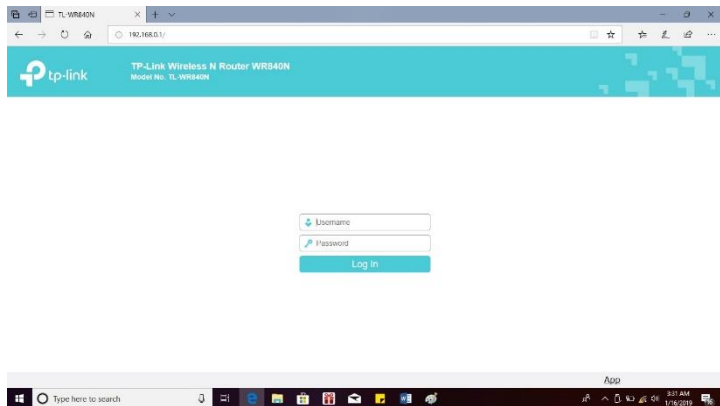 TL-WR840N
192.168.0.1/
tp-link
TP-Link Wireless N Router WR840N
Model No. TL-WR840N
Username
Password
Log In
App
Type here to search
3:31 AM
1/16/2019